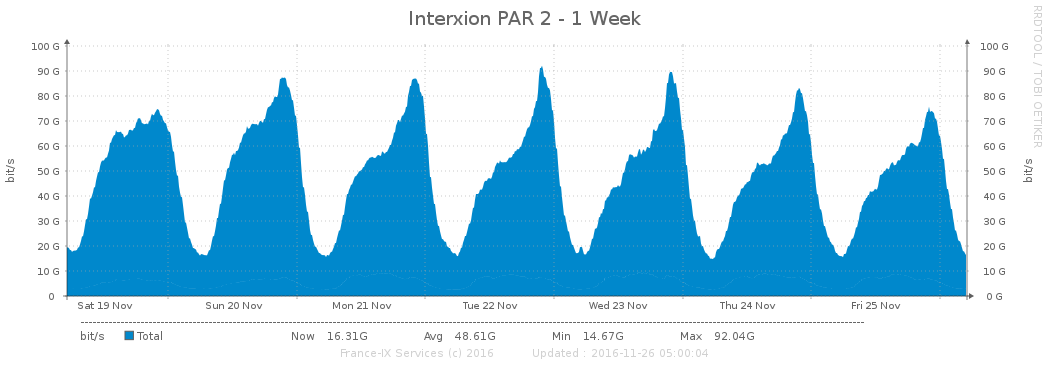 Interxion PAR 2 - 1 Week
RRDTOOL / TOBI OETIKER
100 G 100 G
90 G 90 G
80 G 80 G
70 G 70 G
60 G 60 G
50 G 50 G
40 G 40 G
30 G 30 G
20 G 20 G
10 G 10 G
0 0 G
bit/s bit/s
Sat 19 Nov Sun 20 Nov Mon 21 Nov Tue 22 Nov Wed 23 Nov Thu 24 Nov Fri 25 Nov
bit/s Total Now 16.31G Avg 48.61G Min 14.67G Max 92.04G
France-IX Services (c) 2016 Updated : 2016-11-26 05:00:04